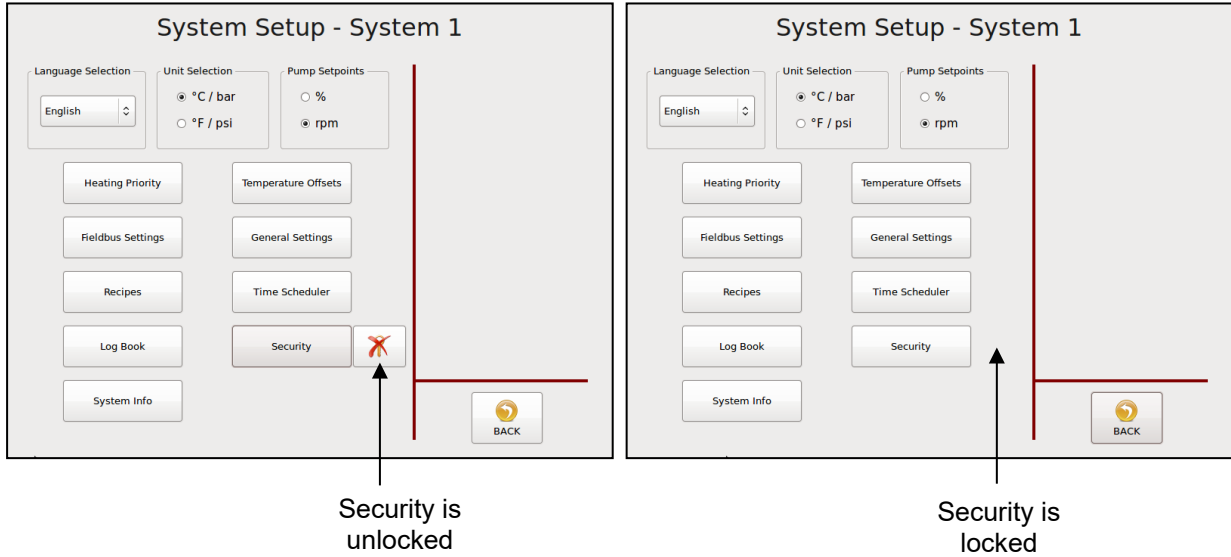 System Setup - System 1
Language Selection
Unit Selection
Pump Setpoints
English
°C / bar
°F / psi
%
rpm
Heating Priority
Temperature Offsets
Fieldbus Settings
General Settings
Recipes
Time Scheduler
Log Book
Security
System Info
BACK
Security is
unlocked
System Setup - System 1
Language Selection
Unit Selection
Pump Setpoints
English
°C / bar
°F / psi
%
rpm
Heating Priority
Temperature Offsets
Fieldbus Settings
General Settings
Recipes
Time Scheduler
Log Book
Security
System Info
BACK
Security is
locked